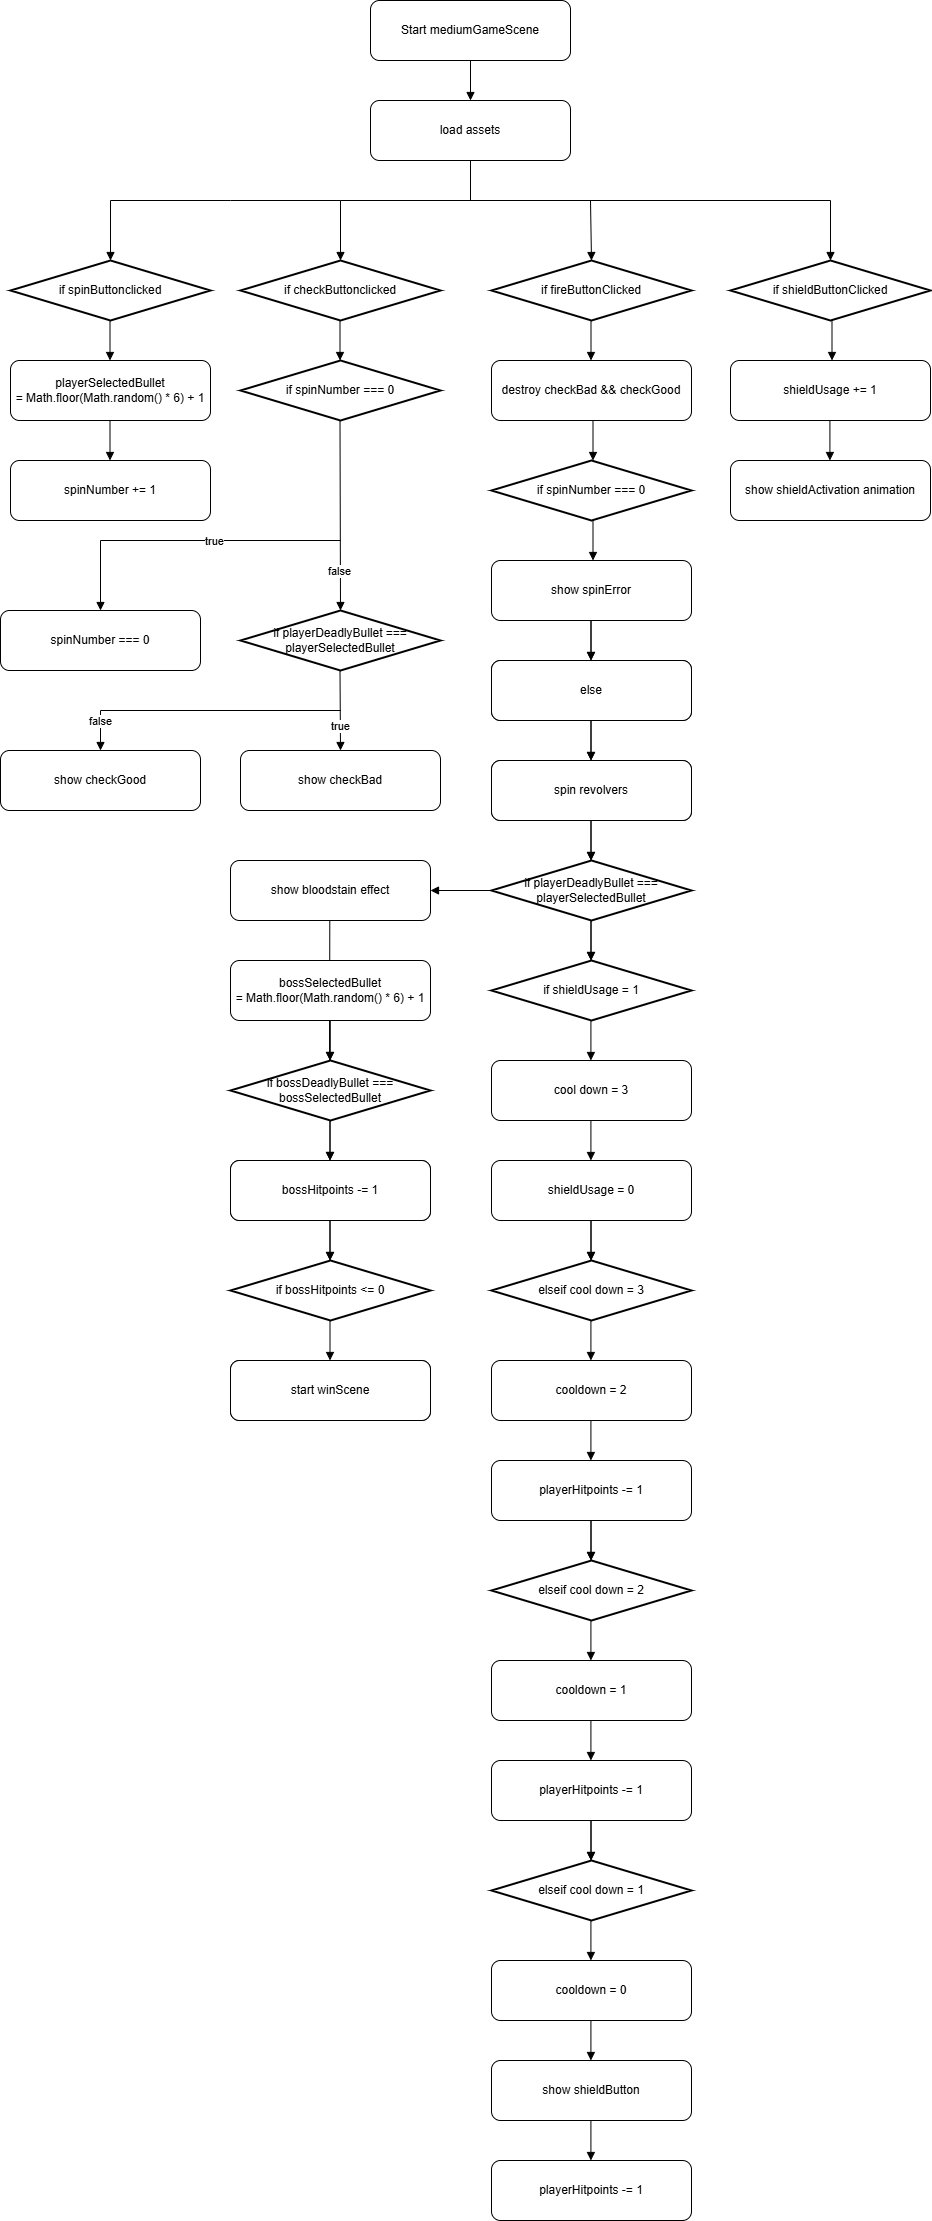 Start mediumGameScene
load assets
if spinButtonclicked
if checkButtonclicked
if fireButtonClicked
if shieldButtonClicked
playerSelectedBullet
= Math.floor(Math.random() * 6) + 1
if spinNumber === 0
destroy checkBad && checkGood
shieldUsage += 1
spinNumber += 1
if spinNumber === 0
show shieldActivation animation
true
false
show spinError
spinNumber === 0
if playerDeadlyBullet ===
playerSelectedBullet
else
false
true
show checkGood
show checkBad
spin revolvers
show bloodstain effect
if playerDeadlyBullet ===
playerSelectedBullet
bossSelectedBullet
= Math.floor(Math.random() * 6) + 1
if shieldUsage = 1
if bossDeadlyBullet ===
bossSelectedBullet
cool down = 3
bossHitpoints -= 1
shieldUsage = 0
if bossHitpoints <= 0
elseif cool down = 3
start winScene
cooldown = 2
playerHitpoints -= 1
elseif cool down = 2
cooldown = 1
playerHitpoints -= 1
elseif cool down = 1
cooldown = 0
show shieldButton
playerHitpoints -= 1